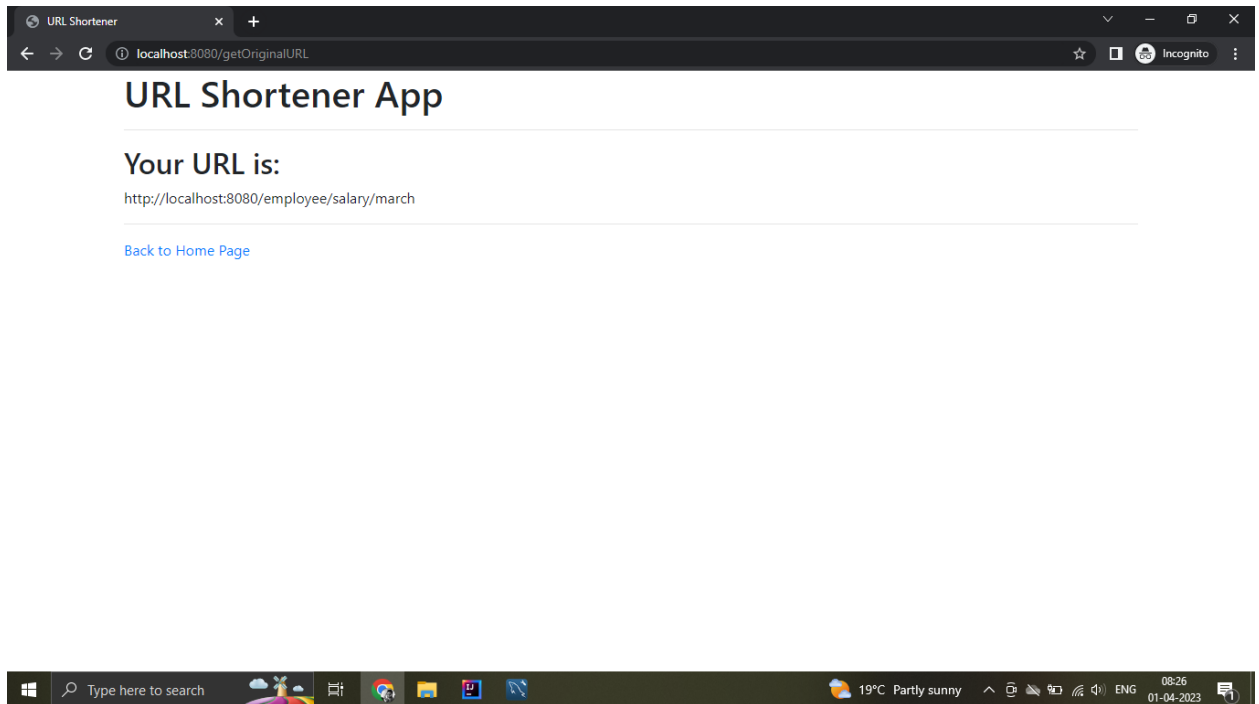 URL Shortener
localhost:8080/getOriginalURL
Incognito
URL Shortener App
Your URL is:
http://localhost:8080/employee/salary/march
Back to Home Page
Type here to search
19°C Partly sunny
ENG
08:26
01-04-2023
1